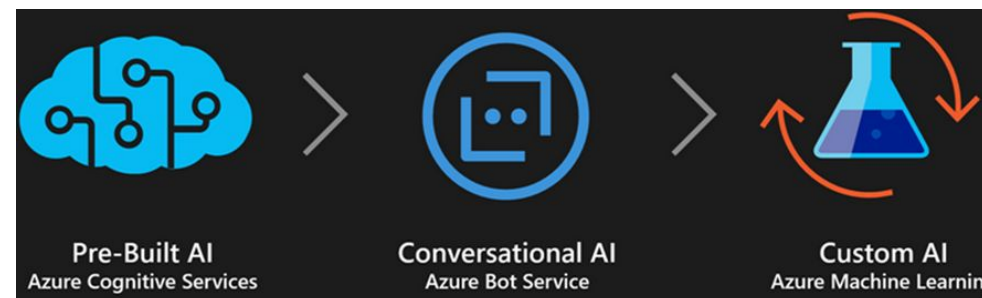 Pre-Built AI
Azure Cognitive Services
Conversational AI
Azure Bot Service
Custom AI
Azure Machine Learnin